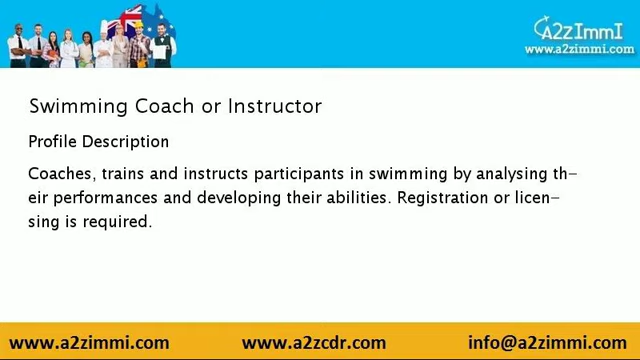 A2zImmI
www.a2zimmi.com
Swimming Coach or Instructor
Profile Description
Coaches, trains and instructs participants in swimming by analysing th-
eir performances and developing their abilities. Registration or licen-
sing is required.
www.a2zimmi.com www.a2zcdr.com info@a2zimmi.com